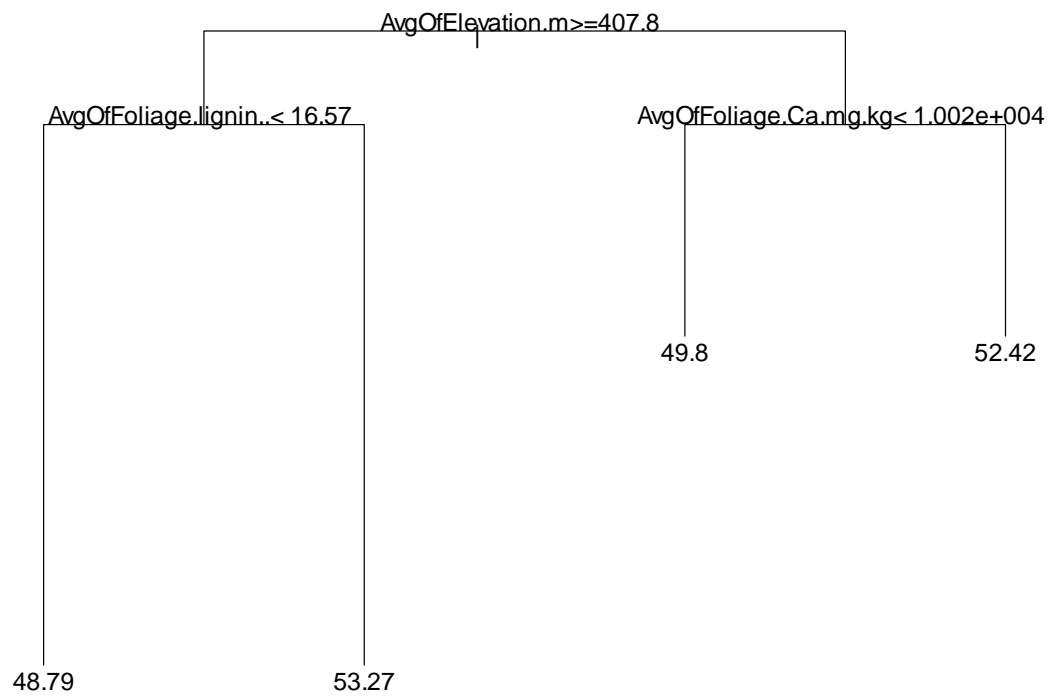 AvgOfElevation.m>=407.8
AvgOfFoliage.lignin..< 16.57
AvgOfFoliage.Ca.mg.kg< 1.002e+004
49.8
52.42
48.79
53.27